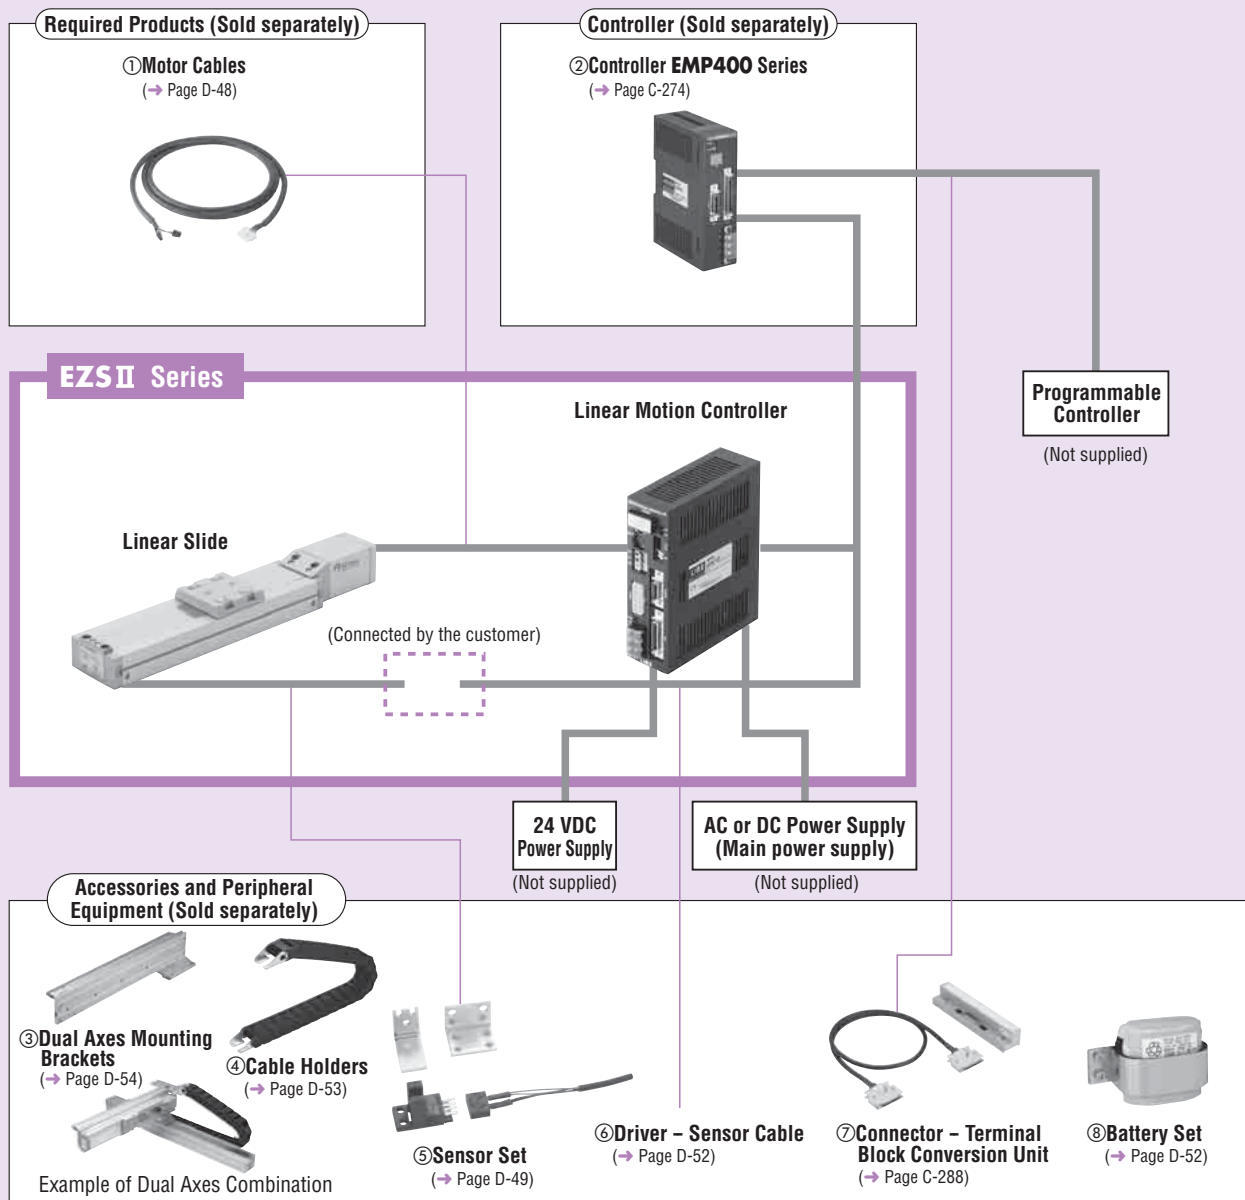 Required Products (Sold separately)
①Motor Cables
(→ Page D-48)
Controller (Sold separately)
②Controller EMP400 Series
(→ Page C-274)
EZSⅡ Series
Linear Motion Controller
Linear Slide
(Connected by the customer)
Programmable
Controller
(Not supplied)
24 VDC
Power Supply
(Not supplied)
AC or DC Power Supply
(Main power supply)
(Not supplied)
Accessories and Peripheral
Equipment (Sold separately)
③Dual Axes Mounting
Brackets
(→ Page D-54)
④Cable Holders
(→ Page D-53)
Example of Dual Axes Combination
⑤Sensor Set
(→ Page D-49)
⑥Driver – Sensor Cable
(→ Page D-52)
⑦Connector – Terminal
Block Conversion Unit
(→ Page C-288)
⑧Battery Set
(→ Page D-52)